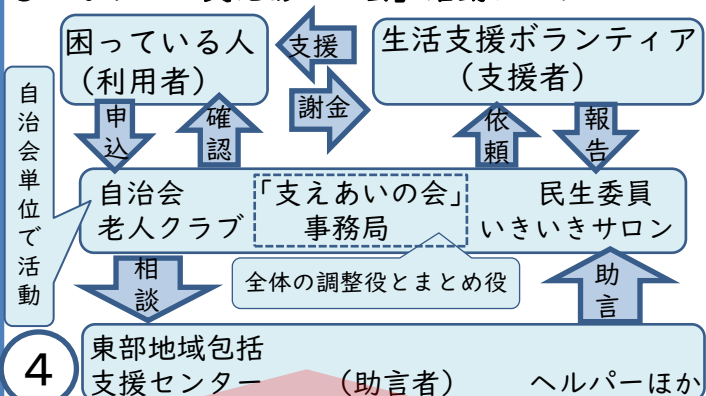 困っている人
（利用者）
支援
謝金
生活支援ボランティア
（支援者）
自治会単位で活動
申込
確認
依頼
報告
自治会
老人クラブ
「支えあいの会」
事務局
民生委員
いきいきサロン
相談
全体の調整役とまとめ役
助言
4
東部地域包括
支援センター
（助言者）
ヘルパーほか